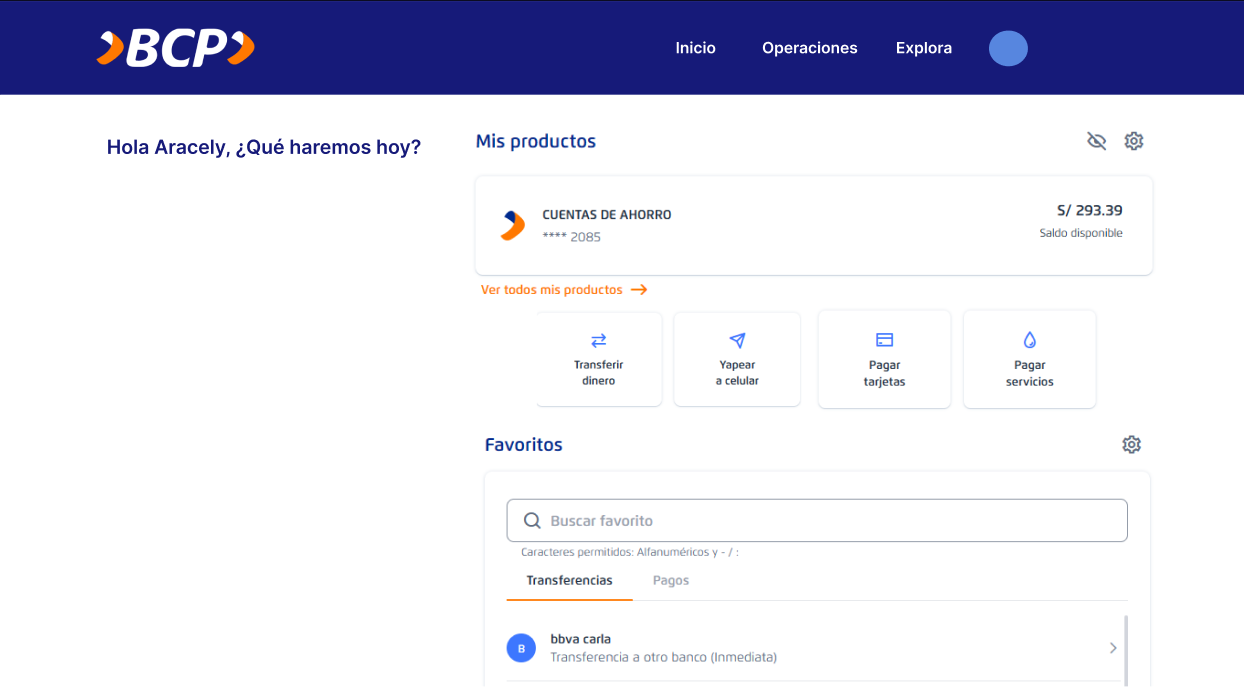 BCP
Inicio
Operaciones
Explora
Hola Aracely, ¿Qué haremos hoy?
Mis productos
CUENTAS DE AHORRO
**** 2085
S/ 293.39
Saldo disponible
Ver todos mis productos
Transferir
dinero
Yapear
a celular
Pagar
tarjetas
Pagar
servicios
Favoritos
Buscar favorito
Caracteres permitidos: Alfanuméricos y - / :
Transferencias
Pagos
B
bbva carla
Transferencia a otro banco (Inmediata)